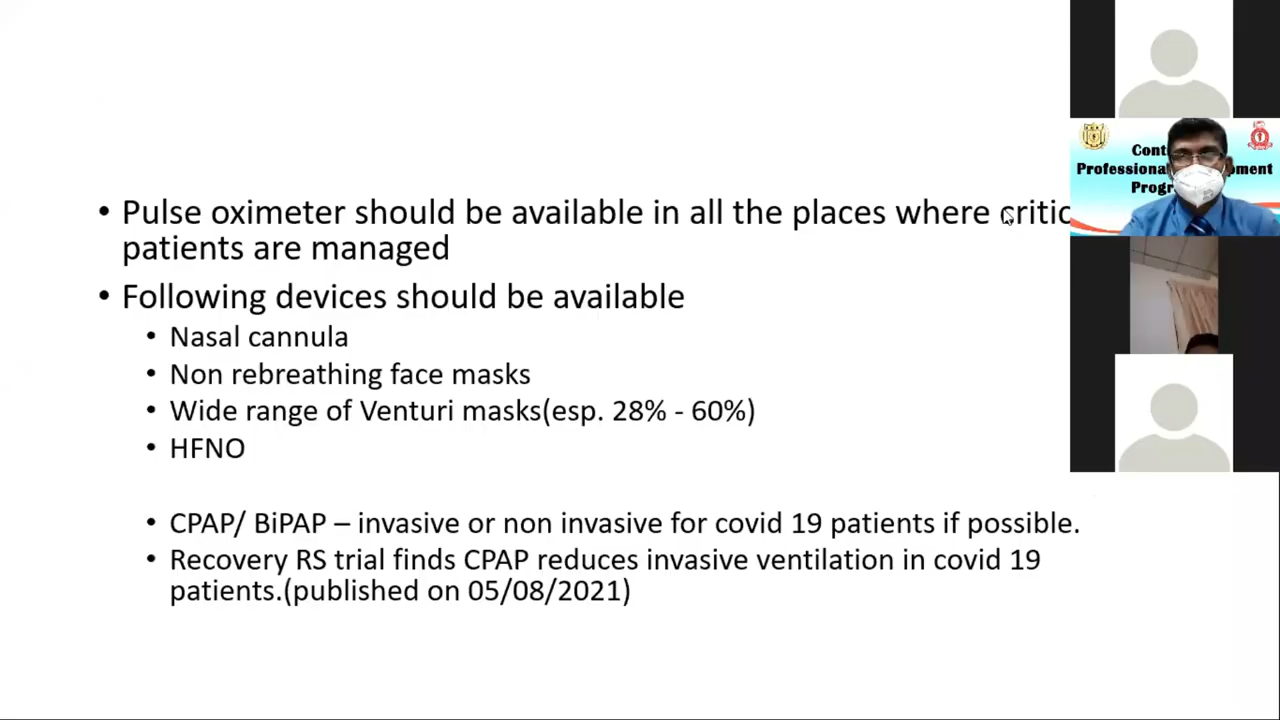 • Pulse oximeter should be available in all the places where critic
patients are managed
• Following devices should be available
• Nasal cannula
• Non rebreathing face masks
• Wide range of Venturi masks(esp. 28% - 60%)
• HFNO
• CPAP/ BiPAP – invasive or non invasive for covid 19 patients if possible.
• Recovery RS trial finds CPAP reduces invasive ventilation in covid 19
patients.(published on 05/08/2021)
Cont
Professional pment
Progr